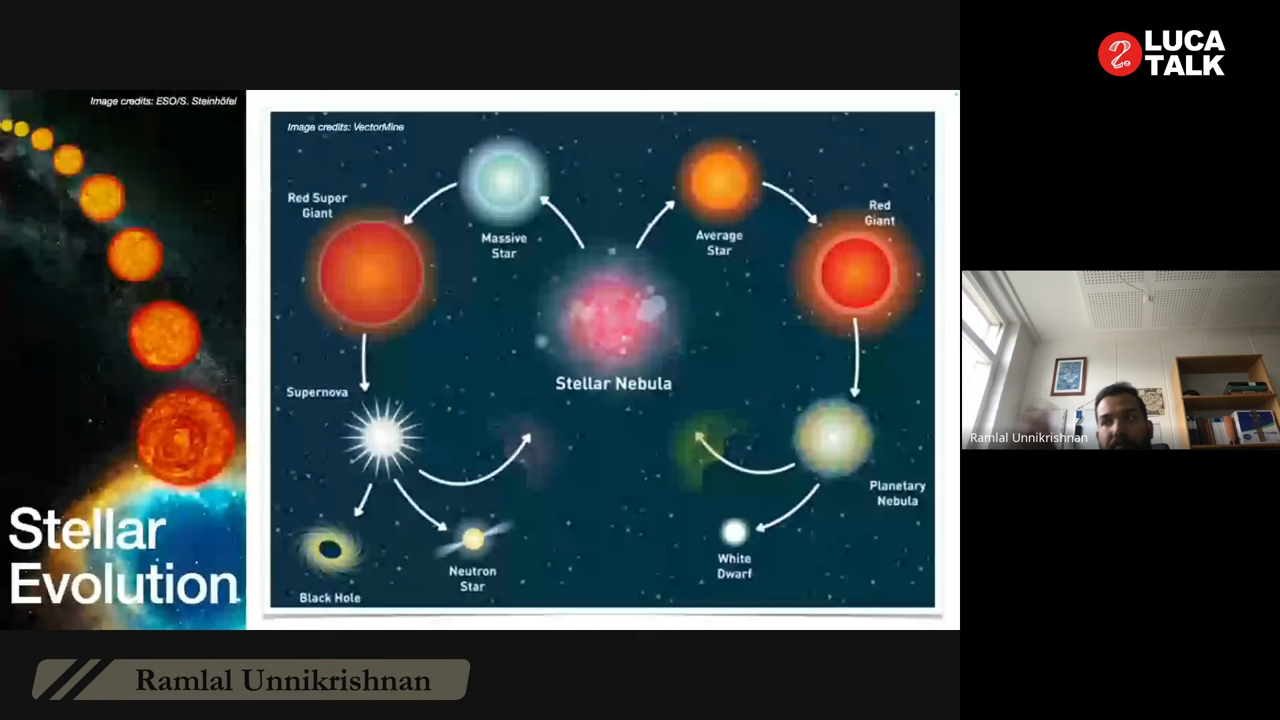 LUCA
TALK
Image credits: ESO/S. Steinhöfel
Stellar
Evolution
Image credits: VectorMine
Red Super
Giant
Massive
Star
Average
Star
Red
Giant
Stellar Nebula
Supernova
Planetary
Nebula
Black Hole
Neutron
Star
White
Dwarf
Ramlal Unnikrishnan
Ramlal Unnikrishnan